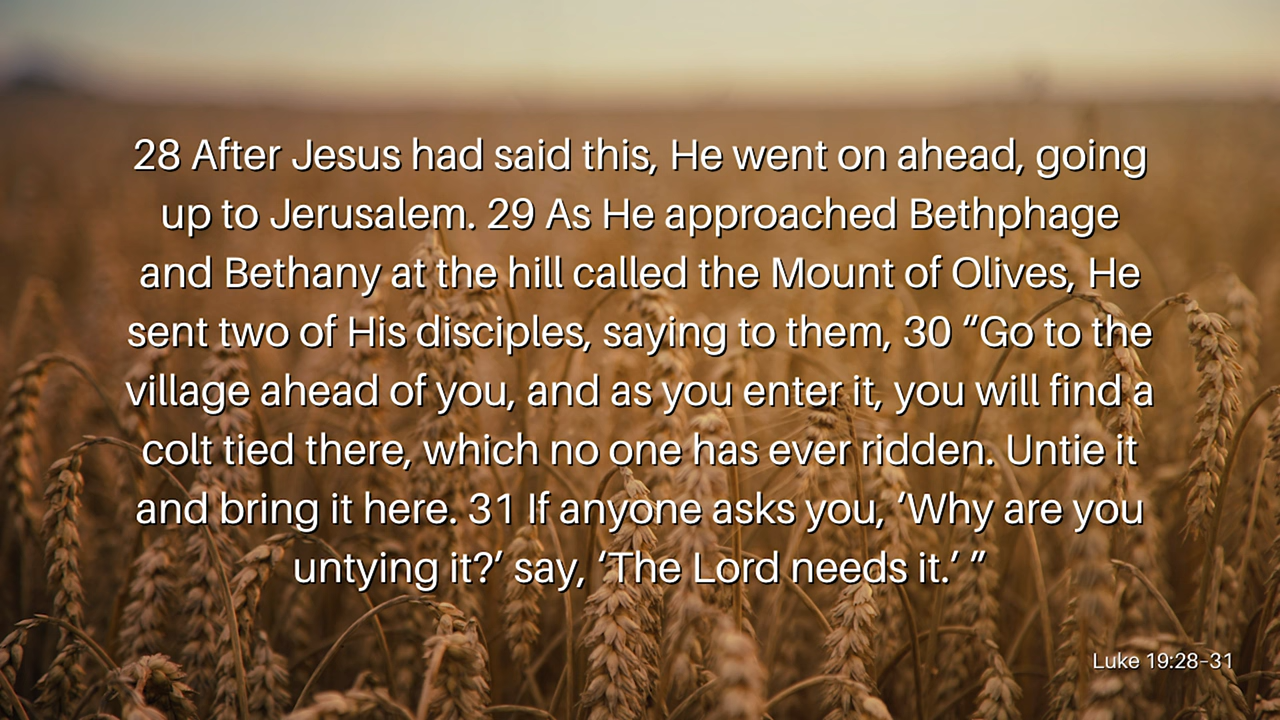 28 After Jesus had said this, He went on ahead, going
up to Jerusalem. 29 As He approached Bethphage
and Bethany at the hill called the Mount of Olives, He
sent two of His disciples, saying to them, 30 “Go to the
village ahead of you, and as you enter it, you will find a
colt tied there, which no one has ever ridden. Untie it
and bring it here. 31 If anyone asks you, ‘Why are you
untying it?’ say, ‘The Lord needs it.’ ”
Luke 19:28–31